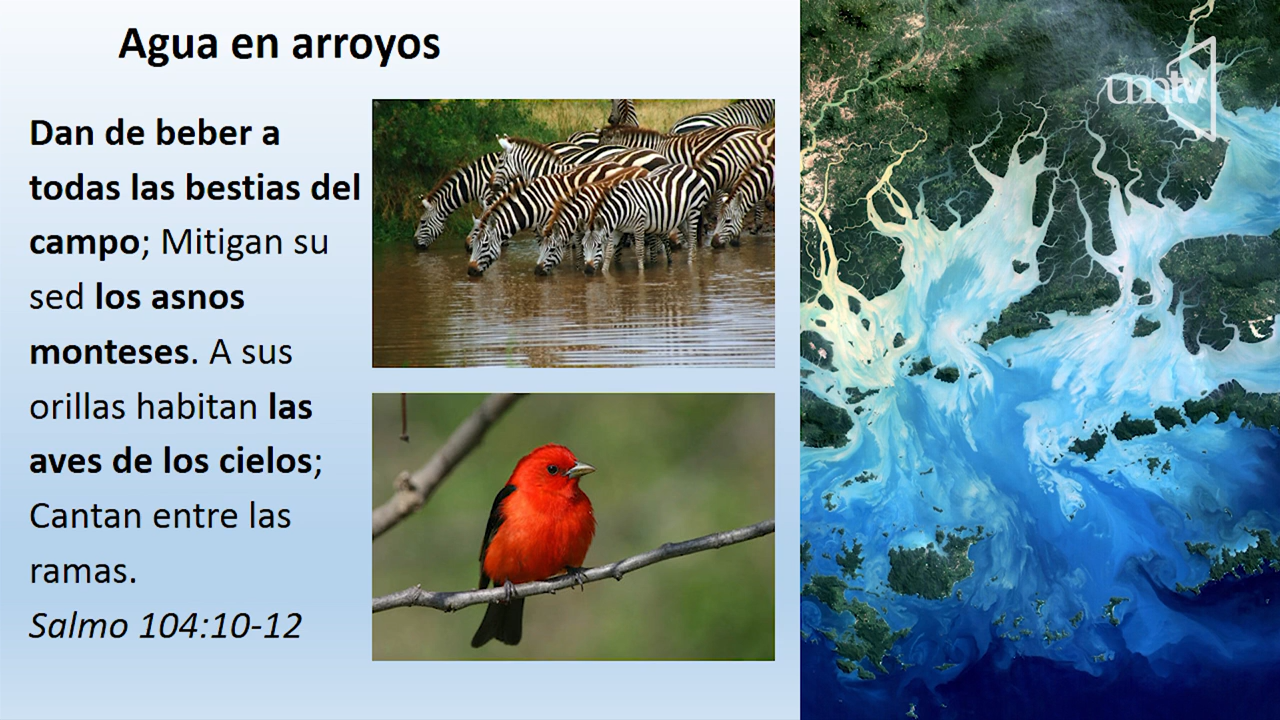 Agua en arroyos
umtv
Dan de beber a
todas las bestias del
campo; Mitigan su
sed los asnos
monteses. A sus
orillas habitan las
aves de los cielos;
Cantan entre las
ramas.
Salmo 104:10-12